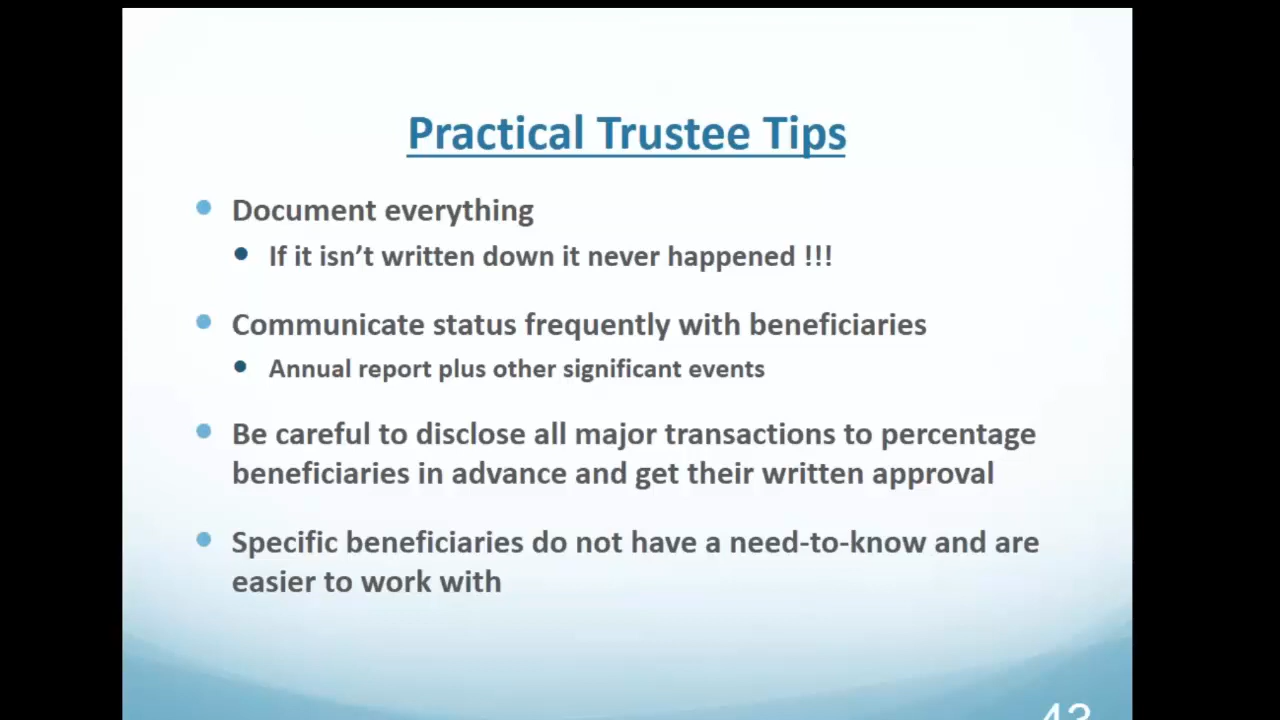 Practical Trustee Tips
Document everything
If it isn't written down it never happened !!!
Communicate status frequently with beneficiaries
Annual report plus other significant events
Be careful to disclose all major transactions to percentage
beneficiaries in advance and get their written approval
Specific beneficiaries do not have a need-to-know and are
easier to work with
43